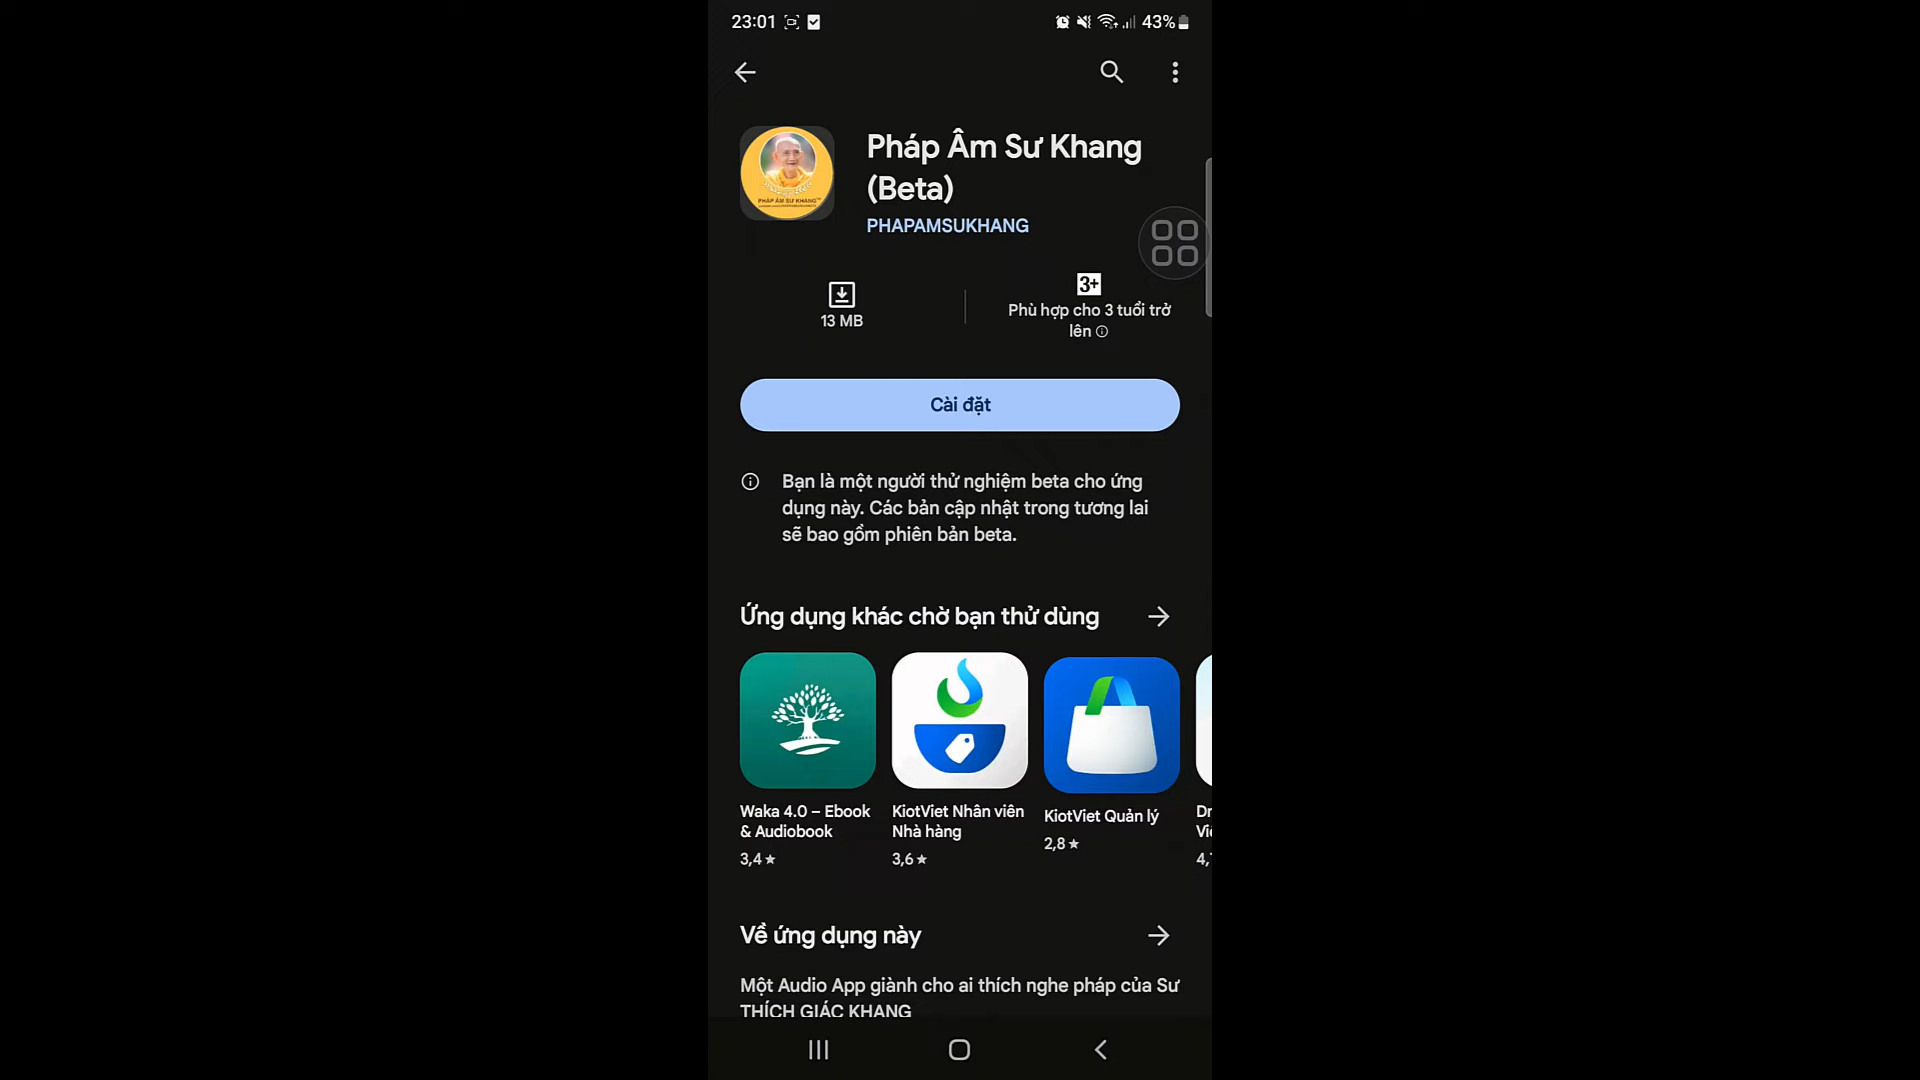 23:01
43%
Pháp Âm Sư Khang
(Beta)
PHAPAMSUKHANG
PHÁP ÂM SƯ KHANG
3+
13 MB
Phù hợp cho 3 tuổi trở
lên
Cài đặt
Bạn là một người thử nghiệm beta cho ứng
dụng này. Các bản cập nhật trong tương lai
sẽ bao gồm phiên bản beta.
Ứng dụng khác chờ bạn thử dùng
Waka 4.0 – Ebook
& Audiobook
3,4★
KiotViet Nhân viên
Nhà hàng
3,6★
KiotViet Quản lý
2,8★
Về ứng dụng này
Một Audio App giành cho ai thích nghe pháp của Sư
THÍCH GIÁC KHANG